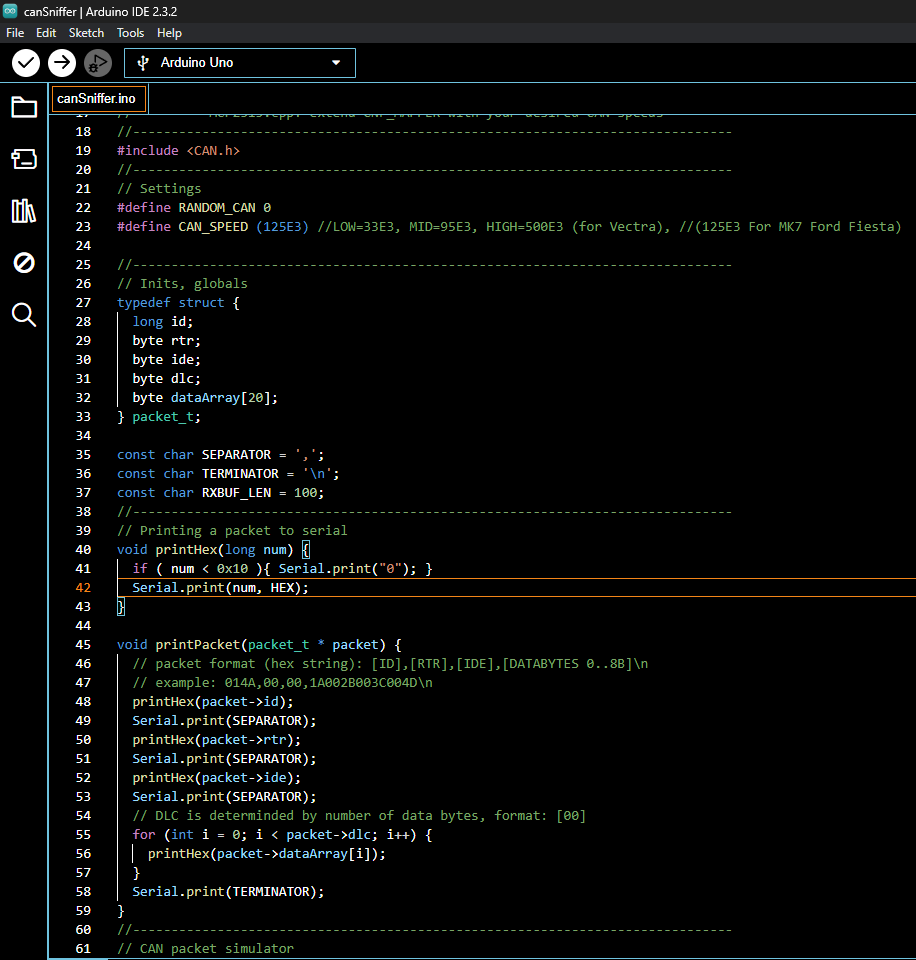 canSniffer | Arduino IDE 2.3.2
File Edit Sketch Tools Help
Arduino Uno
canSniffer.ino
17 // MCP2515.cpp: extend CNF_MAPPER with your desired CAN speeds
18 //------------------------------------------------------------------------------
19 #include <CAN.h>
20 //------------------------------------------------------------------------------
21 // Settings
22 #define RANDOM_CAN 0
23 #define CAN_SPEED (125E3) //LOW=33E3, MID=95E3, HIGH=500E3 (for Vectra), //(125E3 For MK7 Ford Fiesta)
24
25 //----------------------------------------------------------------------------
26 // Inits, globals
27 typedef struct {
28 long id;
29 byte rtr;
30 byte ide;
31 byte dlc;
32 byte dataArray[20];
33 } packet_t;
34
35 const char SEPARATOR = ',';
36 const char TERMINATOR = '\n';
37 const char RXBUF_LEN = 100;
38 //------------------------------------------------------------------------------
39 // Printing a packet to serial
40 void printHex(long num) {
41 if ( num < 0x10 ){ Serial.print("0"); }
42 Serial.print(num, HEX);
43 }
44
45 void printPacket(packet_t * packet) {
46 // packet format (hex string): [ID],[RTR],[IDE],[DATABYTES 0..8B]\n
47 // example: 014A,00,00,1A002B003C004D\n
48 printHex(packet->id);
49 Serial.print(SEPARATOR);
50 printHex(packet->rtr);
51 Serial.print(SEPARATOR);
52 printHex(packet->ide);
53 Serial.print(SEPARATOR);
54 // DLC is determinded by number of data bytes, format: [00]
55 for (int i = 0; i < packet->dlc; i++) {
56 printHex(packet->dataArray[i]);
57 }
58 Serial.print(TERMINATOR);
59 }
60 //------------------------------------------------------------------------------
61 // CAN packet simulator